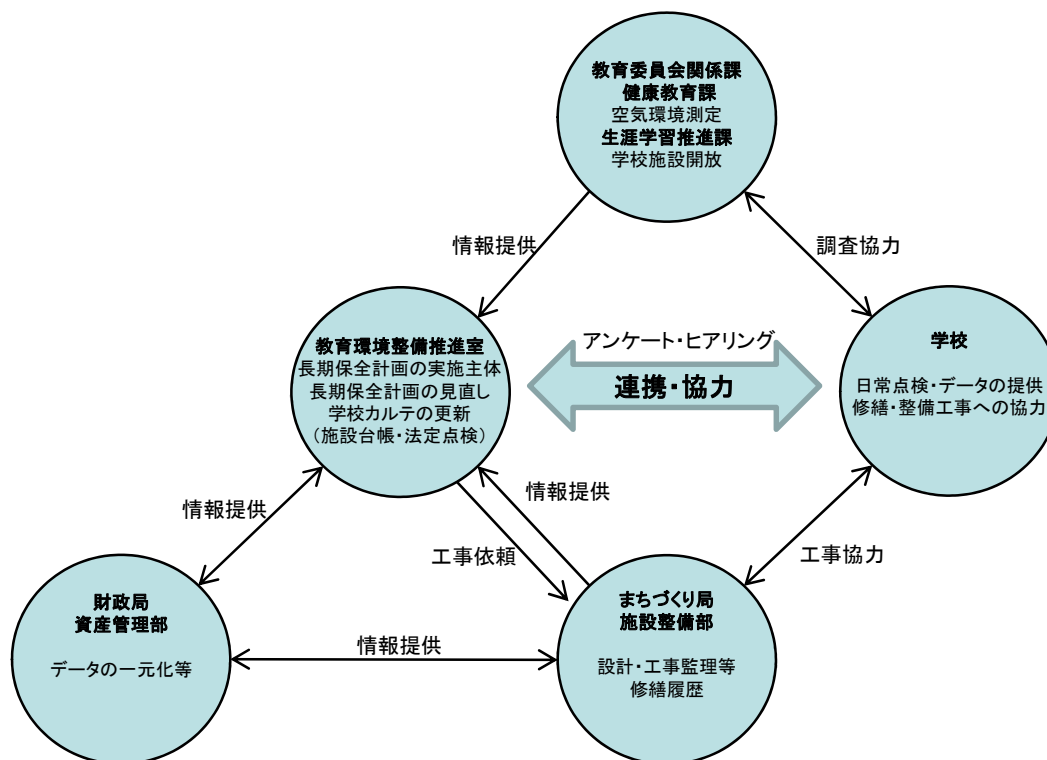 教育委員会関係課
健康教育課
空気環境測定
生涯学習推進課
学校施設開放
情報提供
調査協力
教育環境整備推進室
長期保全計画の実施主体
長期保全計画の見直し
学校カルテの更新
（施設台帳・法定点検）
アンケート・ヒアリング
連携・協力
学校
日常点検・データの提供
修繕・整備工事への協力
情報提供
情報提供
工事依頼
工事協力
財政局
資産管理部
データの一元化等
情報提供
まちづくり局
施設整備部
設計・工事監理等
修繕履歴